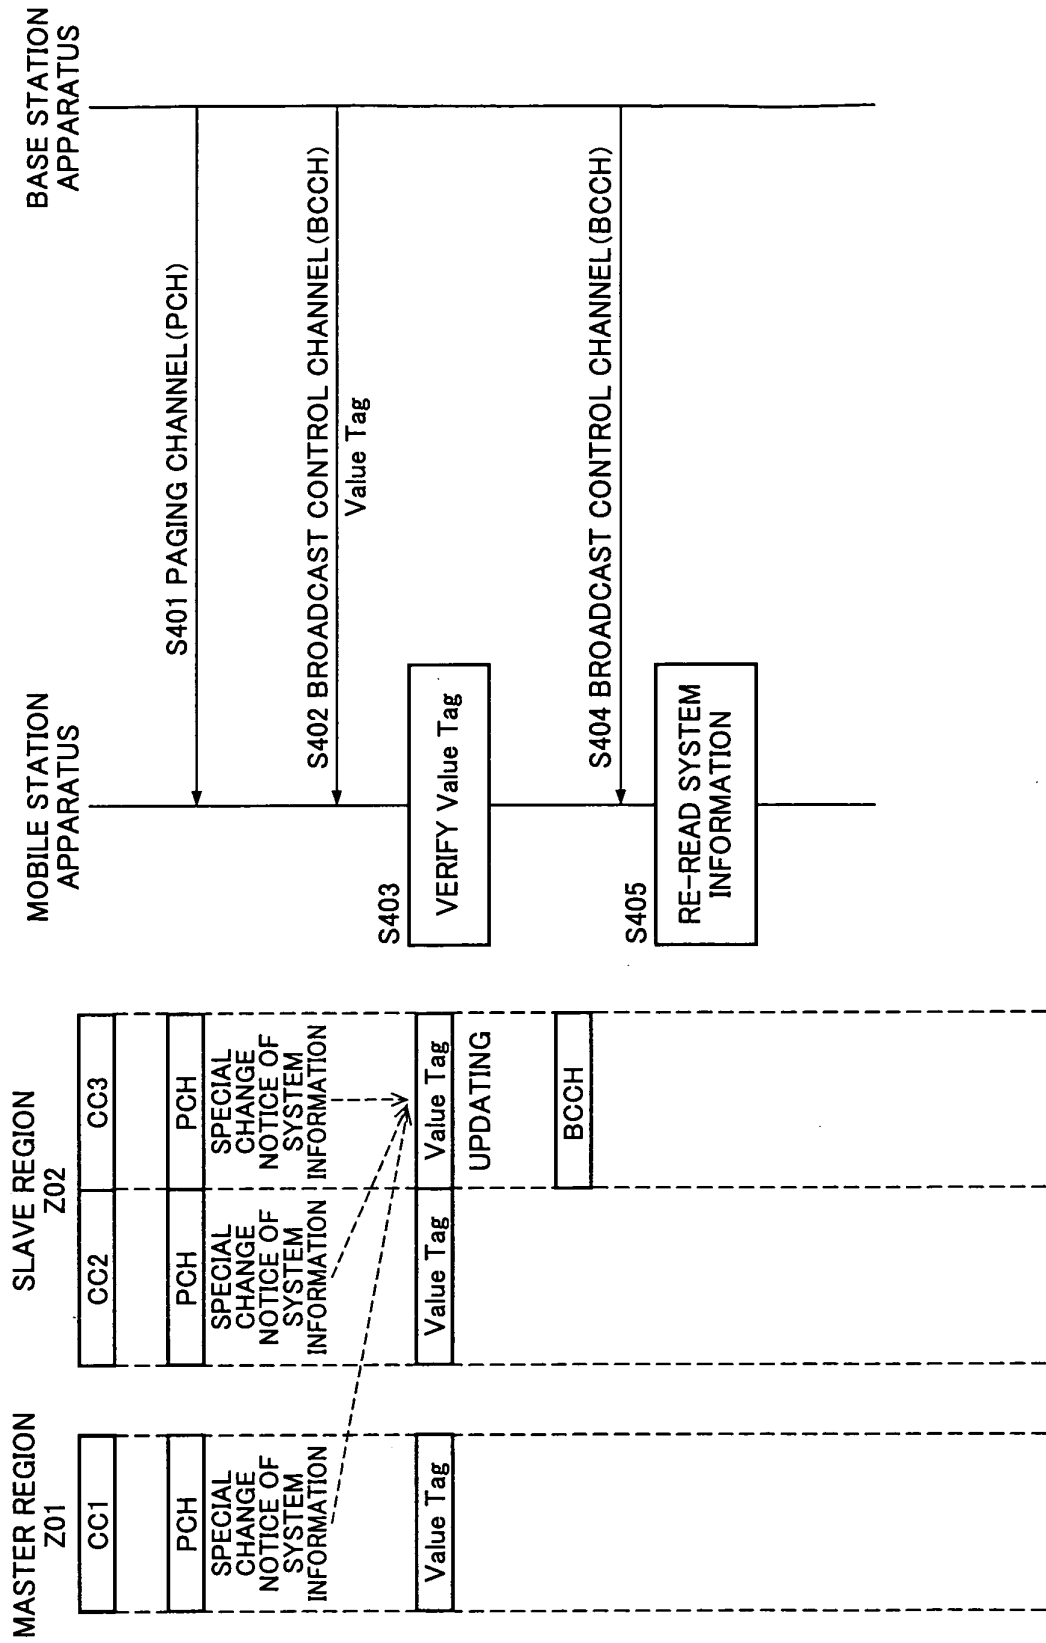 MASTER REGION
Z01
SLAVE REGION
Z02
MOBILE STATION
APPARATUS
BASE STATION
APPARATUS
CC1
CC2
CC3
PCH
PCH
PCH
S401 PAGING CHANNEL(PCH)
SPECIAL
CHANGE
NOTICE OF
SYSTEM
INFORMATION
SPECIAL
CHANGE
NOTICE OF
SYSTEM
INFORMATION
SPECIAL
CHANGE
NOTICE OF
SYSTEM
INFORMATION
S402 BROADCAST CONTROL CHANNEL(BCCH)
Value Tag
Value Tag
Value Tag
Value Tag
UPDATING
S403
VERIFY Value Tag
BCCH
S404 BROADCAST CONTROL CHANNEL(BCCH)
S405
RE-READ SYSTEM
INFORMATION